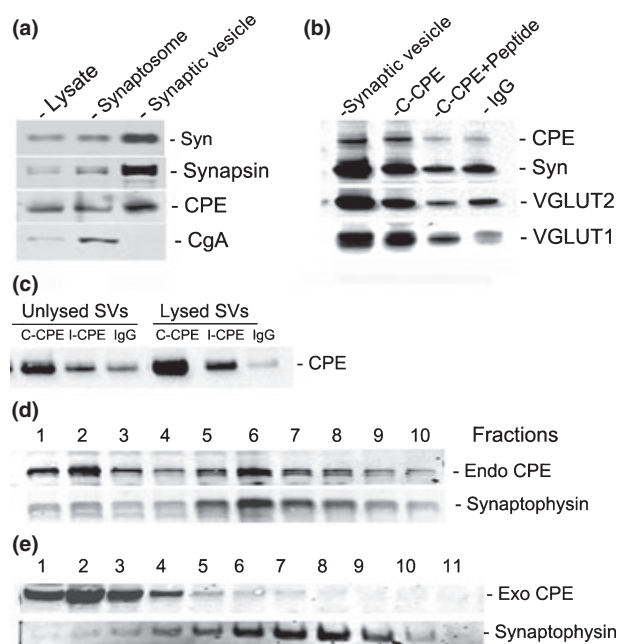 (a)
- Lysate
- Synaptosome
- Synaptic vesicle
- Syn
- Synapsin
- CPE
- CgA
(b)
-Synaptic vesicle
-C-CPE
-C-CPE+Peptide
- IgG
- CPE
- Syn
- VGLUT2
- VGLUT1
(c)
Unlysed SVs Lysed SVs
C-CPE I-CPE IgG C-CPE I-CPE IgG
- CPE
(d)
1 2 3 4 5 6 7 8 9 10 Fractions
- Endo CPE
- Synaptophysin
(e)
1 2 3 4 5 6 7 8 9 10 11
- Exo CPE
- Synaptophysin